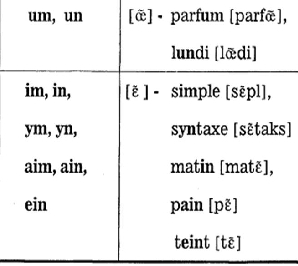 um, un [œ̃] - parfum [parfœ̃],
lundi [lœ̃di]
im, in, [ɛ̃] - simple [sɛ̃pl],
ym, yn, syntaxe [sɛ̃taks]
aim, ain, matin [matɛ̃],
ein pain [pɛ̃]
teint [tɛ̃]